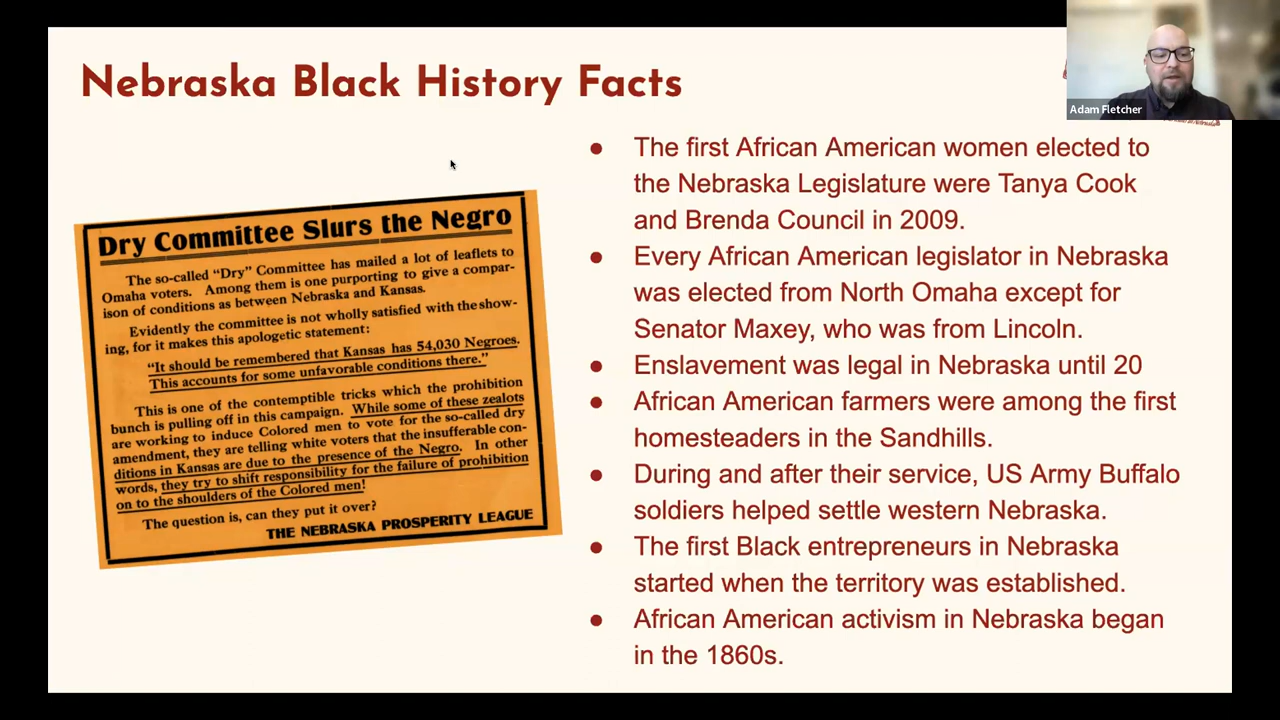 Nebraska Black History Facts
Adam Fletcher
Dry Committee Slurs the Negro
The so-called "Dry" Committee has mailed a lot of leaflets to
Omaha voters. Among them is one purporting to give a compar-
ison of conditions as between Nebraska and Kansas.
Evidently the committee is not wholly satisfied with the show-
ing, for it makes this apologetic statement:
"It should be remembered that Kansas has 54,030 Negroes.
This accounts for some unfavorable conditions there."
This is one of the contemptible tricks which the prohibition
bunch is pulling off in this campaign. While some of these zealots
are working to induce Colored men to vote for the so-called dry
amendment, they are telling white voters that the insufferable con-
ditions in Kansas are due to the presence of the Negro. In other
words, they try to shift responsibility for the failure of prohibition
on to the shoulders of the Colored men!
The question is, can they put it over?
THE NEBRASKA PROSPERITY LEAGUE
● The first African American women elected to
the Nebraska Legislature were Tanya Cook
and Brenda Council in 2009.
● Every African American legislator in Nebraska
was elected from North Omaha except for
Senator Maxey, who was from Lincoln.
● Enslavement was legal in Nebraska until 20
● African American farmers were among the first
homesteaders in the Sandhills.
● During and after their service, US Army Buffalo
soldiers helped settle western Nebraska.
● The first Black entrepreneurs in Nebraska
started when the territory was established.
● African American activism in Nebraska began
in the 1860s.